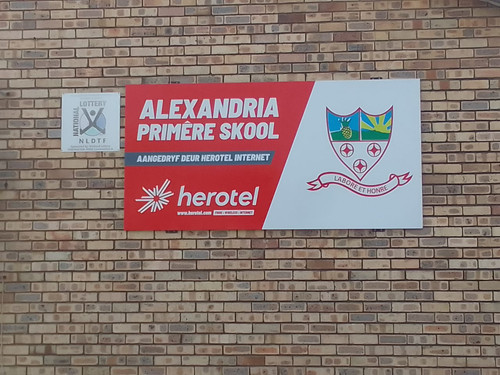 NATIONAL
LOTTERY
NLDTF
ALEXANDRIA
PRIMÊRE SKOOL
AANGEDRYF DEUR HEROTEL INTERNET
herotel
www.herotel.com
LABORE ET HONRE